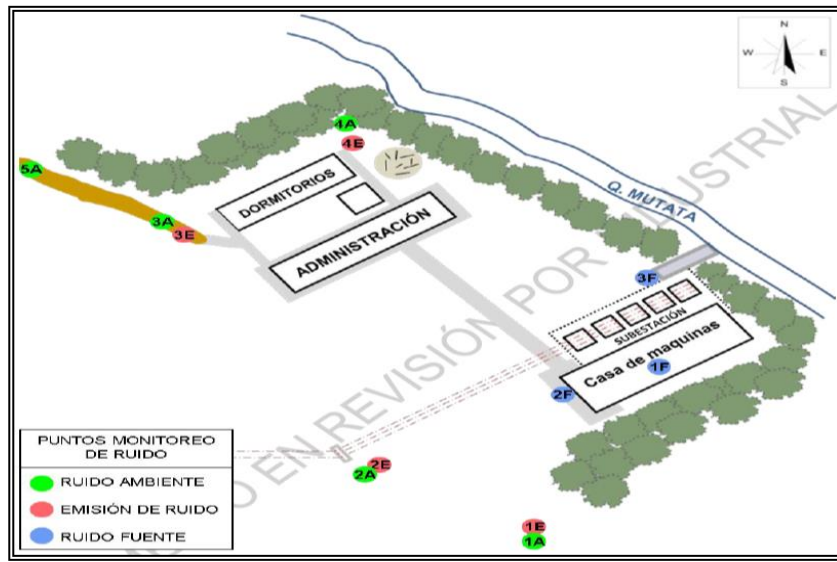 N
W E
S
4A
4E
5A
DORMITORIOS
3A
3E
ADMINISTRACIÓN
Q. MUTATA
3F
SUBESTACIÓN
Casa de maquinas
1F
2F
2E
2A
1E
1A
PUNTOS MONITOREO
DE RUIDO
RUIDO AMBIENTE
EMISIÓN DE RUIDO
RUIDO FUENTE
EN REVISIÓN POR INDUSTRIAL